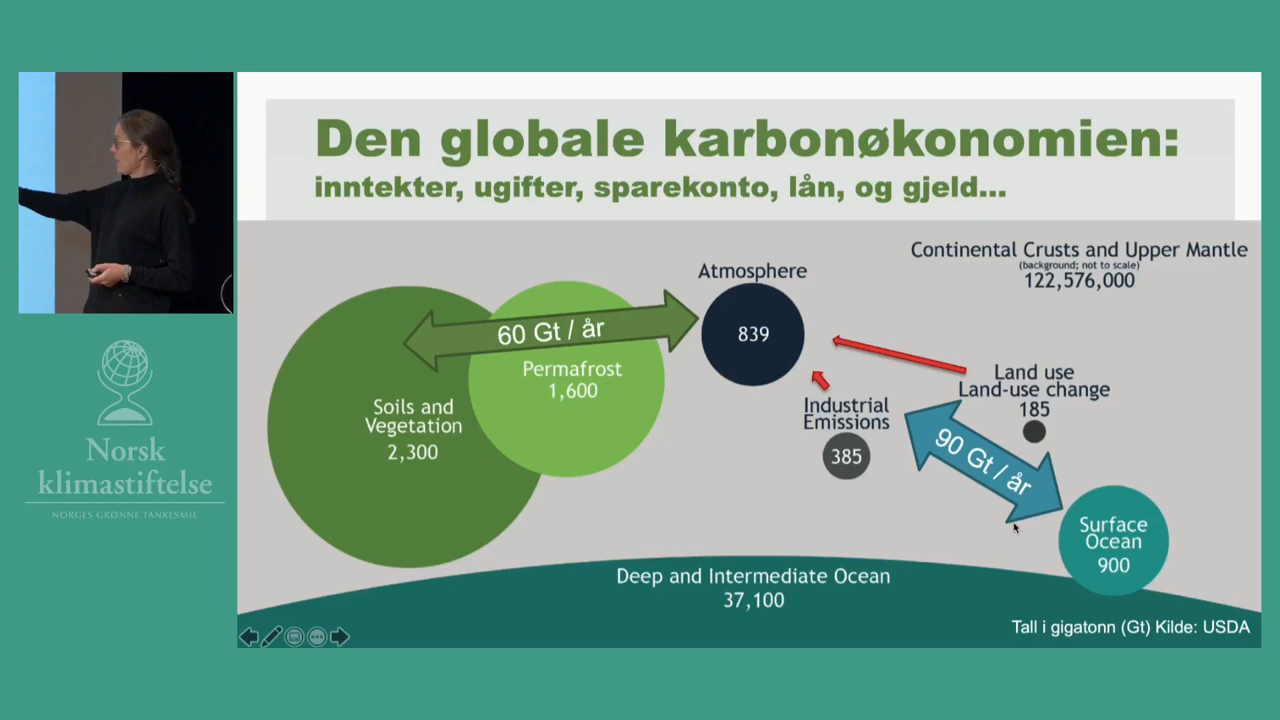 Den globale karbonøkonomien:
inntekter, ugifter, sparekonto, lån, og gjeld...
Continental Crusts and Upper Mantle
(background; not to scale)
122,576,000
Atmosphere
839
60 Gt / år
Permafrost
1,600
Soils and
Vegetation
2,300
Land use
Land-use change
185
Industrial
Emissions
385
90 Gt / år
Surface
Ocean
900
Deep and Intermediate Ocean
37,100
Tall i gigatonn (Gt) Kilde: USDA
Norsk
klimastiftelse
NORGES GRØNNE TANKESMIE